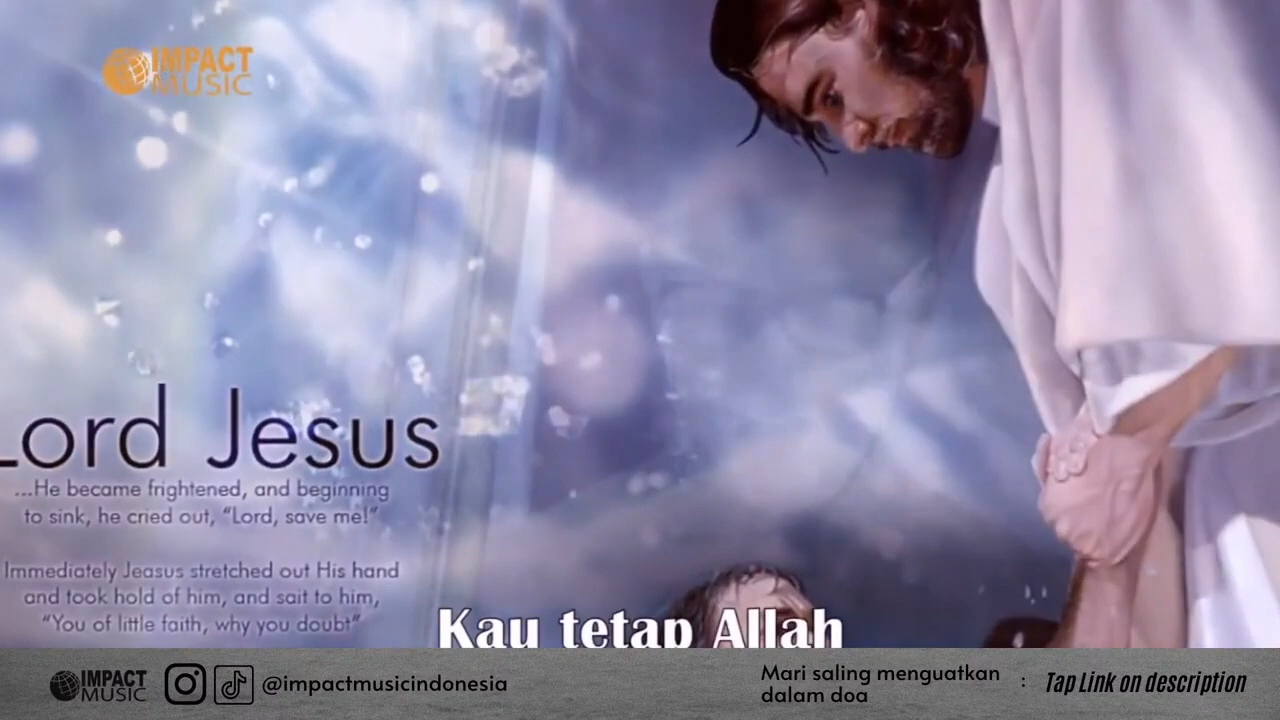 IMPACT
MUSIC
Lord Jesus
...He became frightened, and beginning
to sink, he cried out, “Lord, save me!”
Immediately Jeasus stretched out His hand
and took hold of him, and sait to him,
“You of little faith, why you doubt”
Kau tetap Allah
IMPACT
MUSIC
@impactmusicindonesia
Mari saling menguatkan
dalam doa
:
Tap Link on description